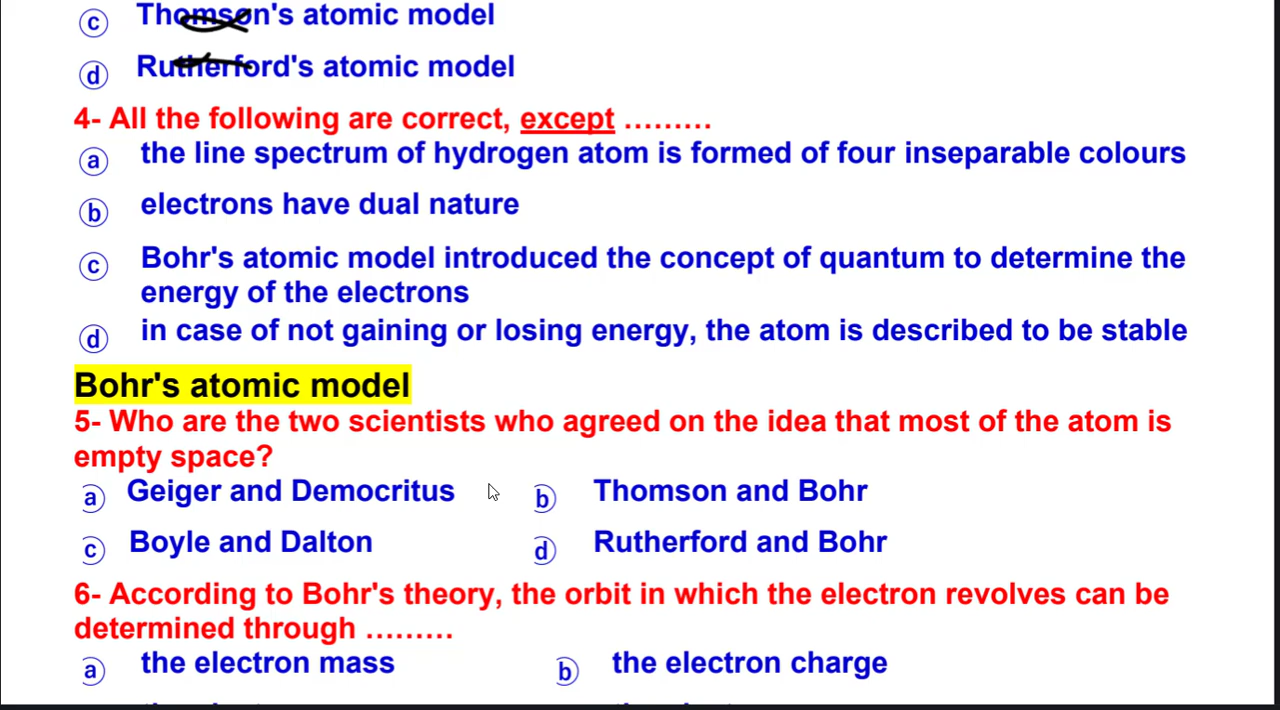 c Thomson's atomic model
d Rutherford's atomic model
4- All the following are correct, except .........
a the line spectrum of hydrogen atom is formed of four inseparable colours
b electrons have dual nature
c Bohr's atomic model introduced the concept of quantum to determine the
energy of the electrons
d in case of not gaining or losing energy, the atom is described to be stable
Bohr's atomic model
5- Who are the two scientists who agreed on the idea that most of the atom is
empty space?
a Geiger and Democritus b Thomson and Bohr
c Boyle and Dalton d Rutherford and Bohr
6- According to Bohr's theory, the orbit in which the electron revolves can be
determined through .........
a the electron mass b the electron charge